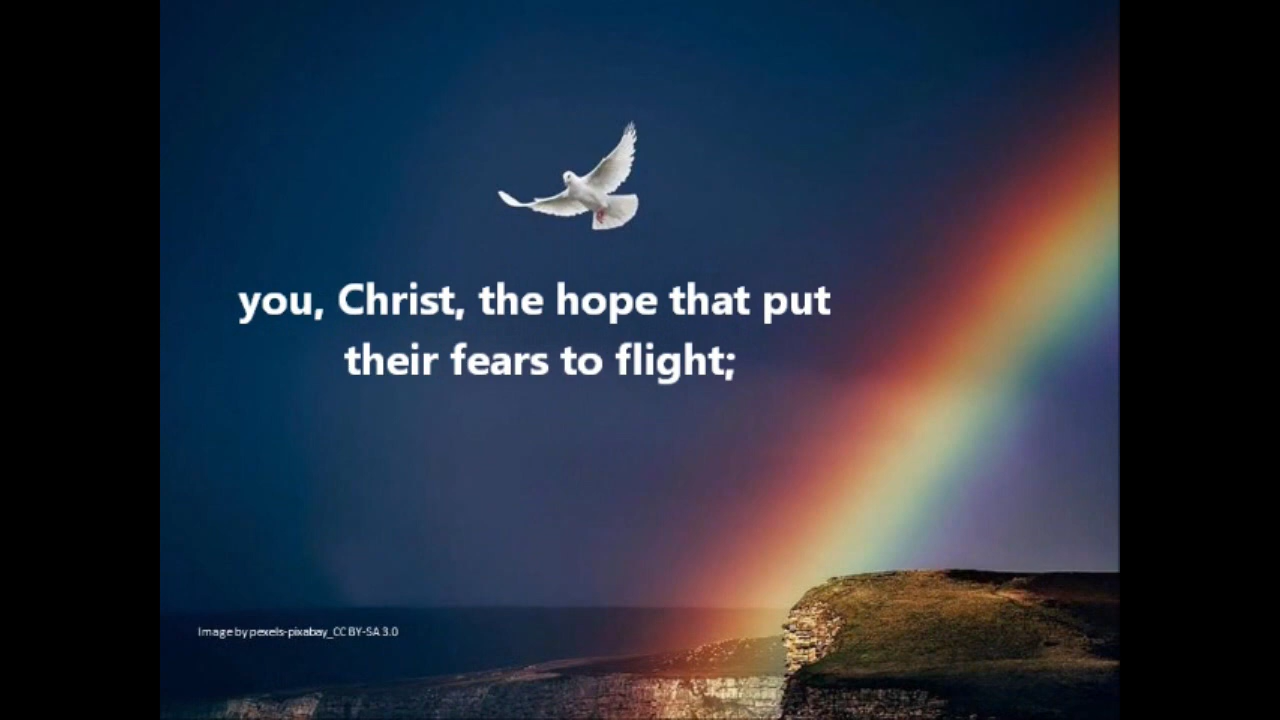 you, Christ, the hope that put
their fears to flight;
Image by pexels-pixabay_CC BY-SA 3.0